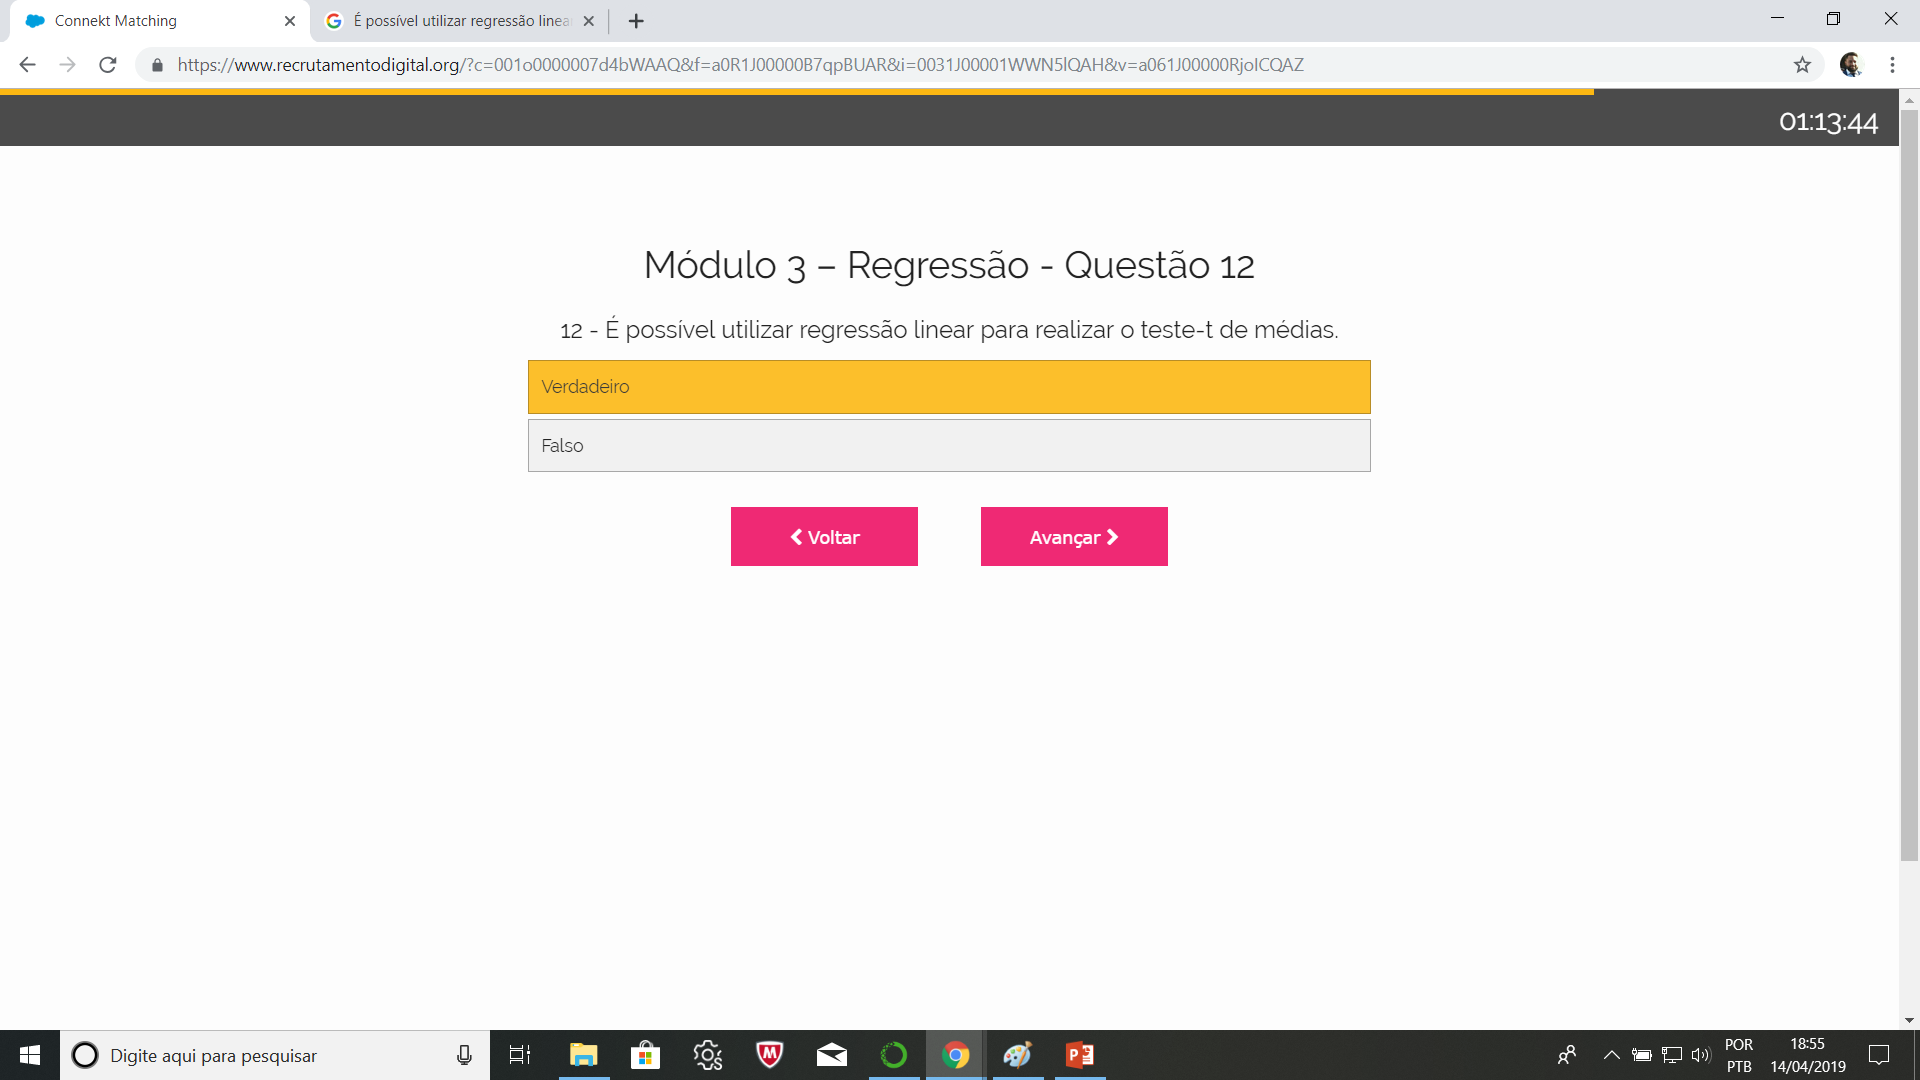 Connekt Matching
É possível utilizar regressão linea
https://www.recrutamentodigital.org/?c=001o0000007d4bWAAQ&f=a0R1J00000B7qpBUAR&i=0031J00001WWN5lQAH&v=a061J00000RjoICQAZ
01:13:44
Módulo 3 – Regressão - Questão 12
12 - É possível utilizar regressão linear para realizar o teste-t de médias.
Verdadeiro
Falso
Voltar
Avançar
Digite aqui para pesquisar
POR
PTB
18:55
14/04/2019